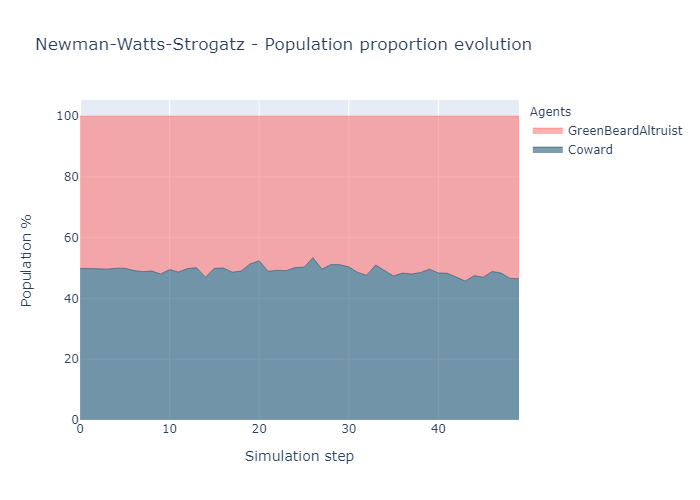 Newman-Watts-Strogatz - Population proportion evolution
Agents
GreenBeardAltruist
Coward
100
80
60
40
20
0
Population %
0 10 20 30 40
Simulation step